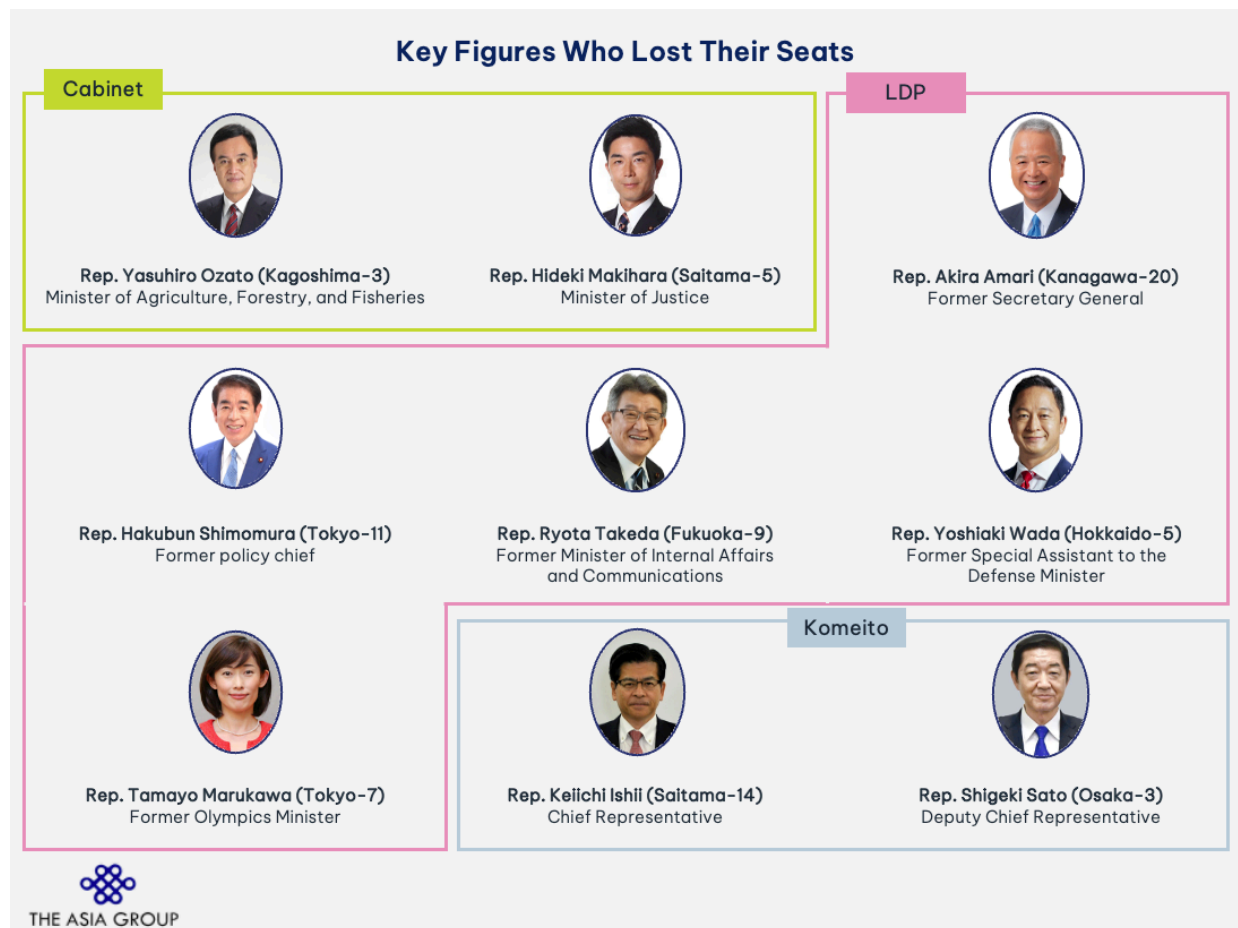 Key Figures Who Lost Their Seats
Cabinet
LDP
Rep. Yasuhiro Ozato (Kagoshima-3)
Minister of Agriculture, Forestry, and Fisheries
Rep. Hideki Makihara (Saitama-5)
Minister of Justice
Rep. Akira Amari (Kanagawa-20)
Former Secretary General
Rep. Hakubun Shimomura (Tokyo-11)
Former policy chief
Rep. Ryota Takeda (Fukuoka-9)
Former Minister of Internal Affairs
and Communications
Rep. Yoshiaki Wada (Hokkaido-5)
Former Special Assistant to the
Defense Minister
Komeito
Rep. Tamayo Marukawa (Tokyo-7)
Former Olympics Minister
Rep. Keiichi Ishii (Saitama-14)
Chief Representative
Rep. Shigeki Sato (Osaka-3)
Deputy Chief Representative
THE ASIA GROUP